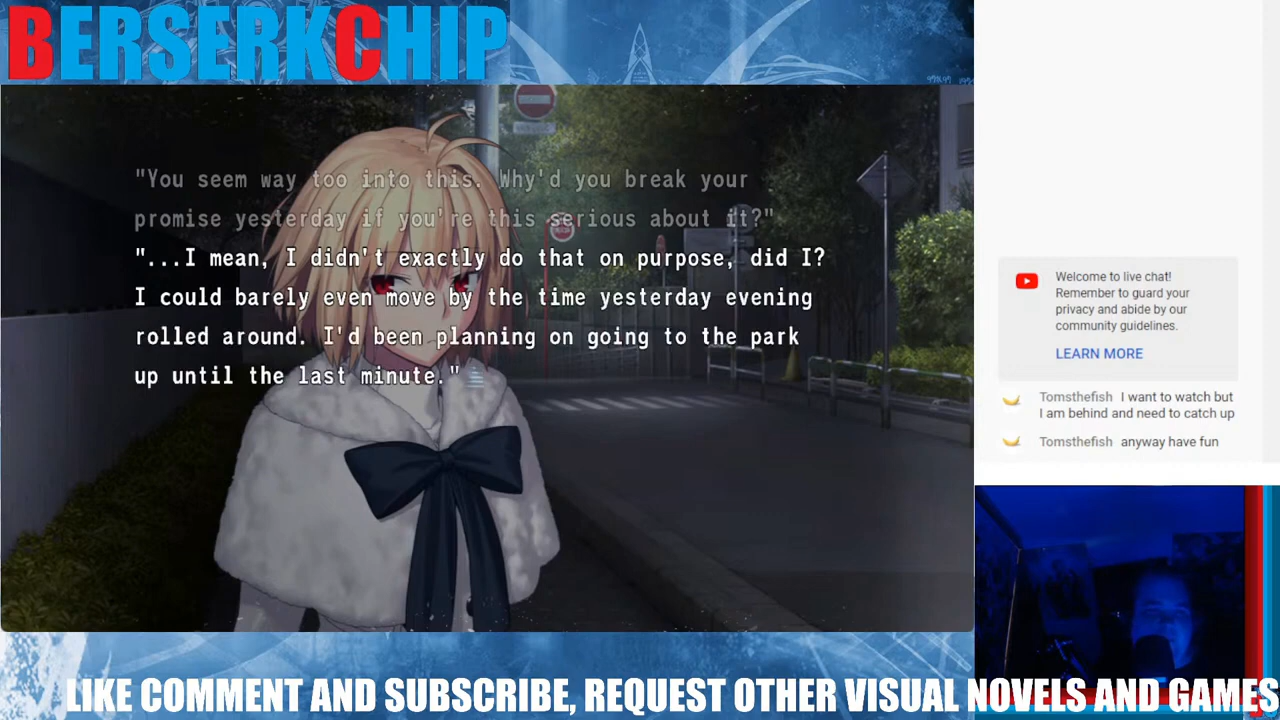 BERSERKCHIP
"You seem way too into this. Why'd you break your
promise yesterday if you're this serious about it?"
"...I mean, I didn't exactly do that on purpose, did I?
I could barely even move by the time yesterday evening
rolled around. I'd been planning on going to the park
up until the last minute."
Welcome to live chat!
Remember to guard your
privacy and abide by our
community guidelines.
LEARN MORE
Tomsthefish I want to watch but
I am behind and need to catch up
Tomsthefish anyway have fun
LIKE COMMENT AND SUBSCRIBE, REQUEST OTHER VISUAL NOVELS AND GAMES